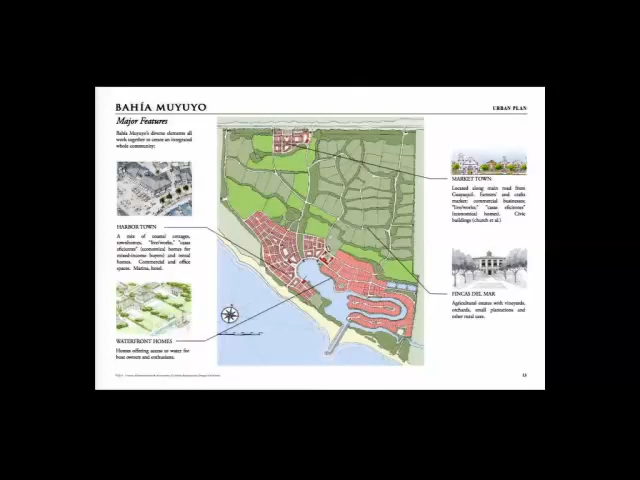 BAHÍA MUYUYO
URBAN PLAN
Major Features
Bahía Muyuyo's diverse elements all
work together to create an integrated
whole community.
HARBOR TOWN
A mix of coastal cottages,
townhomes, "live/works," "casas
eficientes" (economical homes for
mixed-income buyers) and rental
homes. Commercial and office
spaces. Marina, hotel.
WATERFRONT HOMES
Homes offering access to water for
boat owners and enthusiasts.
MARKET TOWN
Located along main road from
Guayaquil: farmers' and crafts
market; commercial businesses;
"live/works," "casas eficientes"
(economical homes). Civic
buildings (church et al.)
FINCAS DEL MAR
Agricultural estates with vineyards,
orchards, small plantations and
other rural uses.